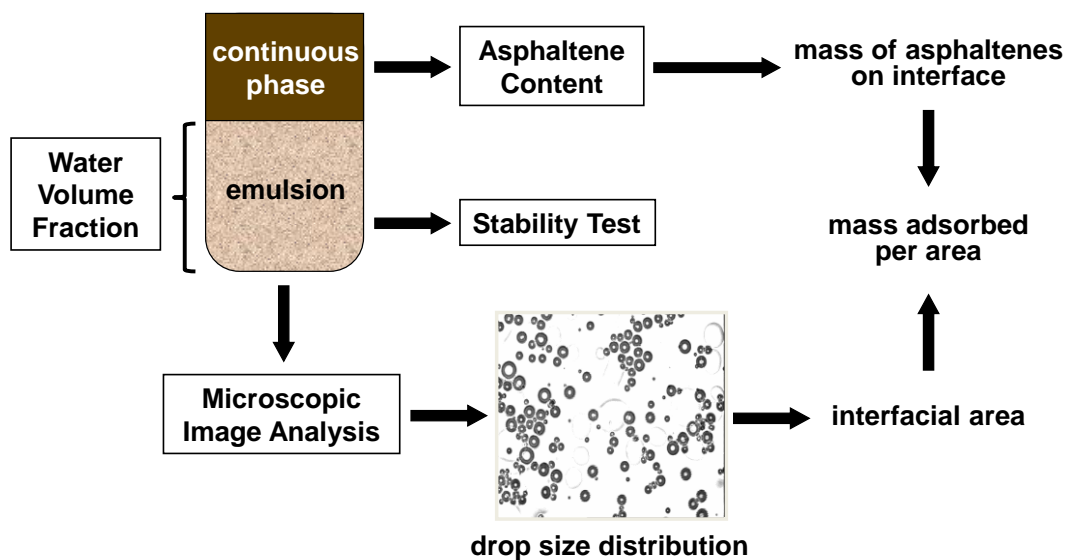 continuous
phase
Asphaltene
Content
mass of asphaltenes
on interface
Water
Volume
Fraction
emulsion
Stability Test
mass adsorbed
per area
Microscopic
Image Analysis
interfacial area
drop size distribution